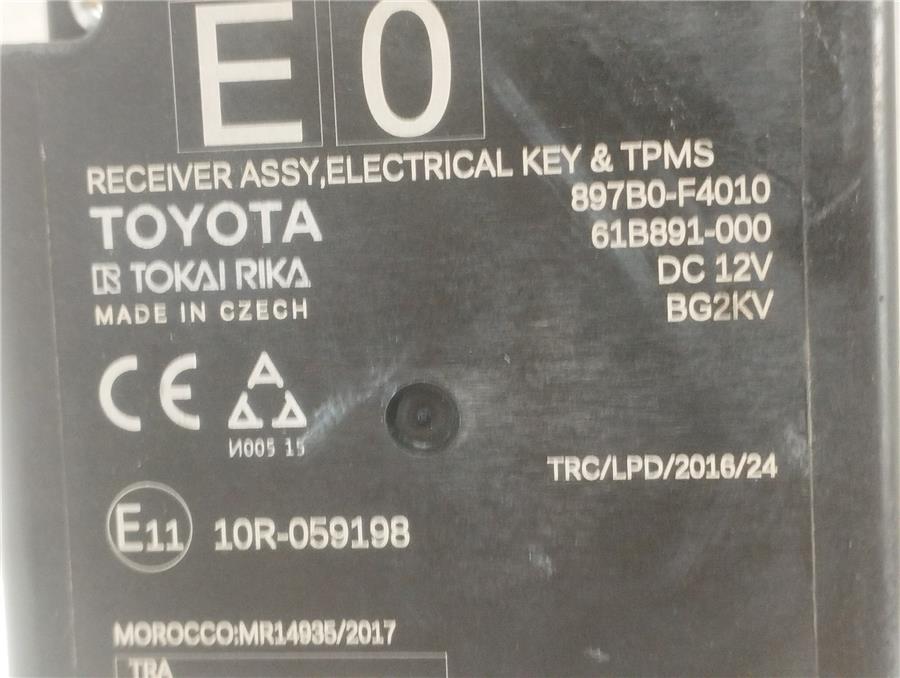 E0
RECEIVER ASSY,ELECTRICAL KEY & TPMS
TOYOTA
897B0-F4010
61B891-000
TOKAI RIKA
DC 12V
MADE IN CZECH
BG2KV
CE
И005 15
TRC/LPD/2016/24
E11 10R-059198
MOROCCO:MR14935/2017
TRA